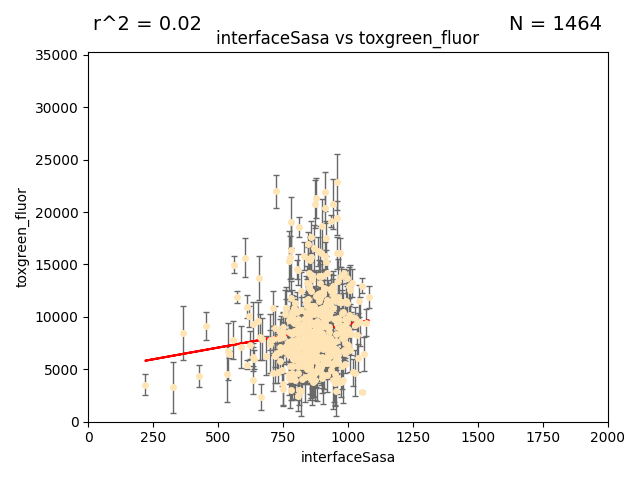 r^2 = 0.02
N = 1464
interfaceSasa vs toxgreen_fluor
35000
30000
25000
20000
15000
10000
5000
0
toxgreen_fluor
0 250 500 750 1000 1250 1500 1750 2000
interfaceSasa